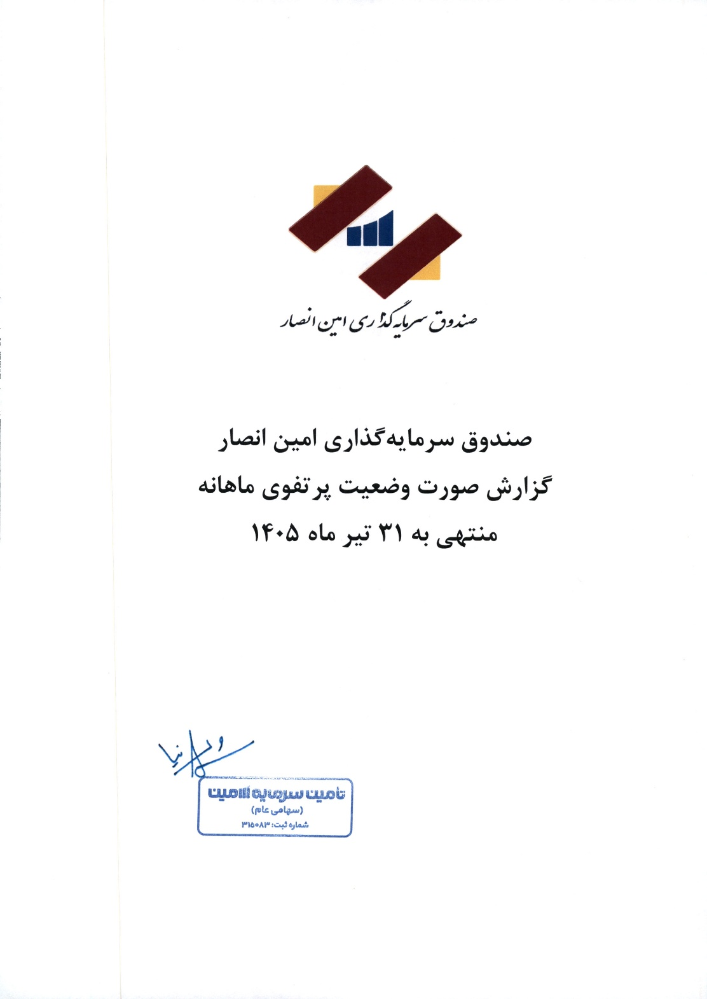 صندوق سرمایه‌گذاری امین انصار
صندوق سرمایه‌گذاری امین انصار
گزارش صورت وضعیت پرتفوی ماهانه
منتهی به ۳۱ تیر ماه ۱۴۰۵
تأمین سرمایه امین
(سهامی عام)
شماره ثبت: ۳۱۵۰۸۳